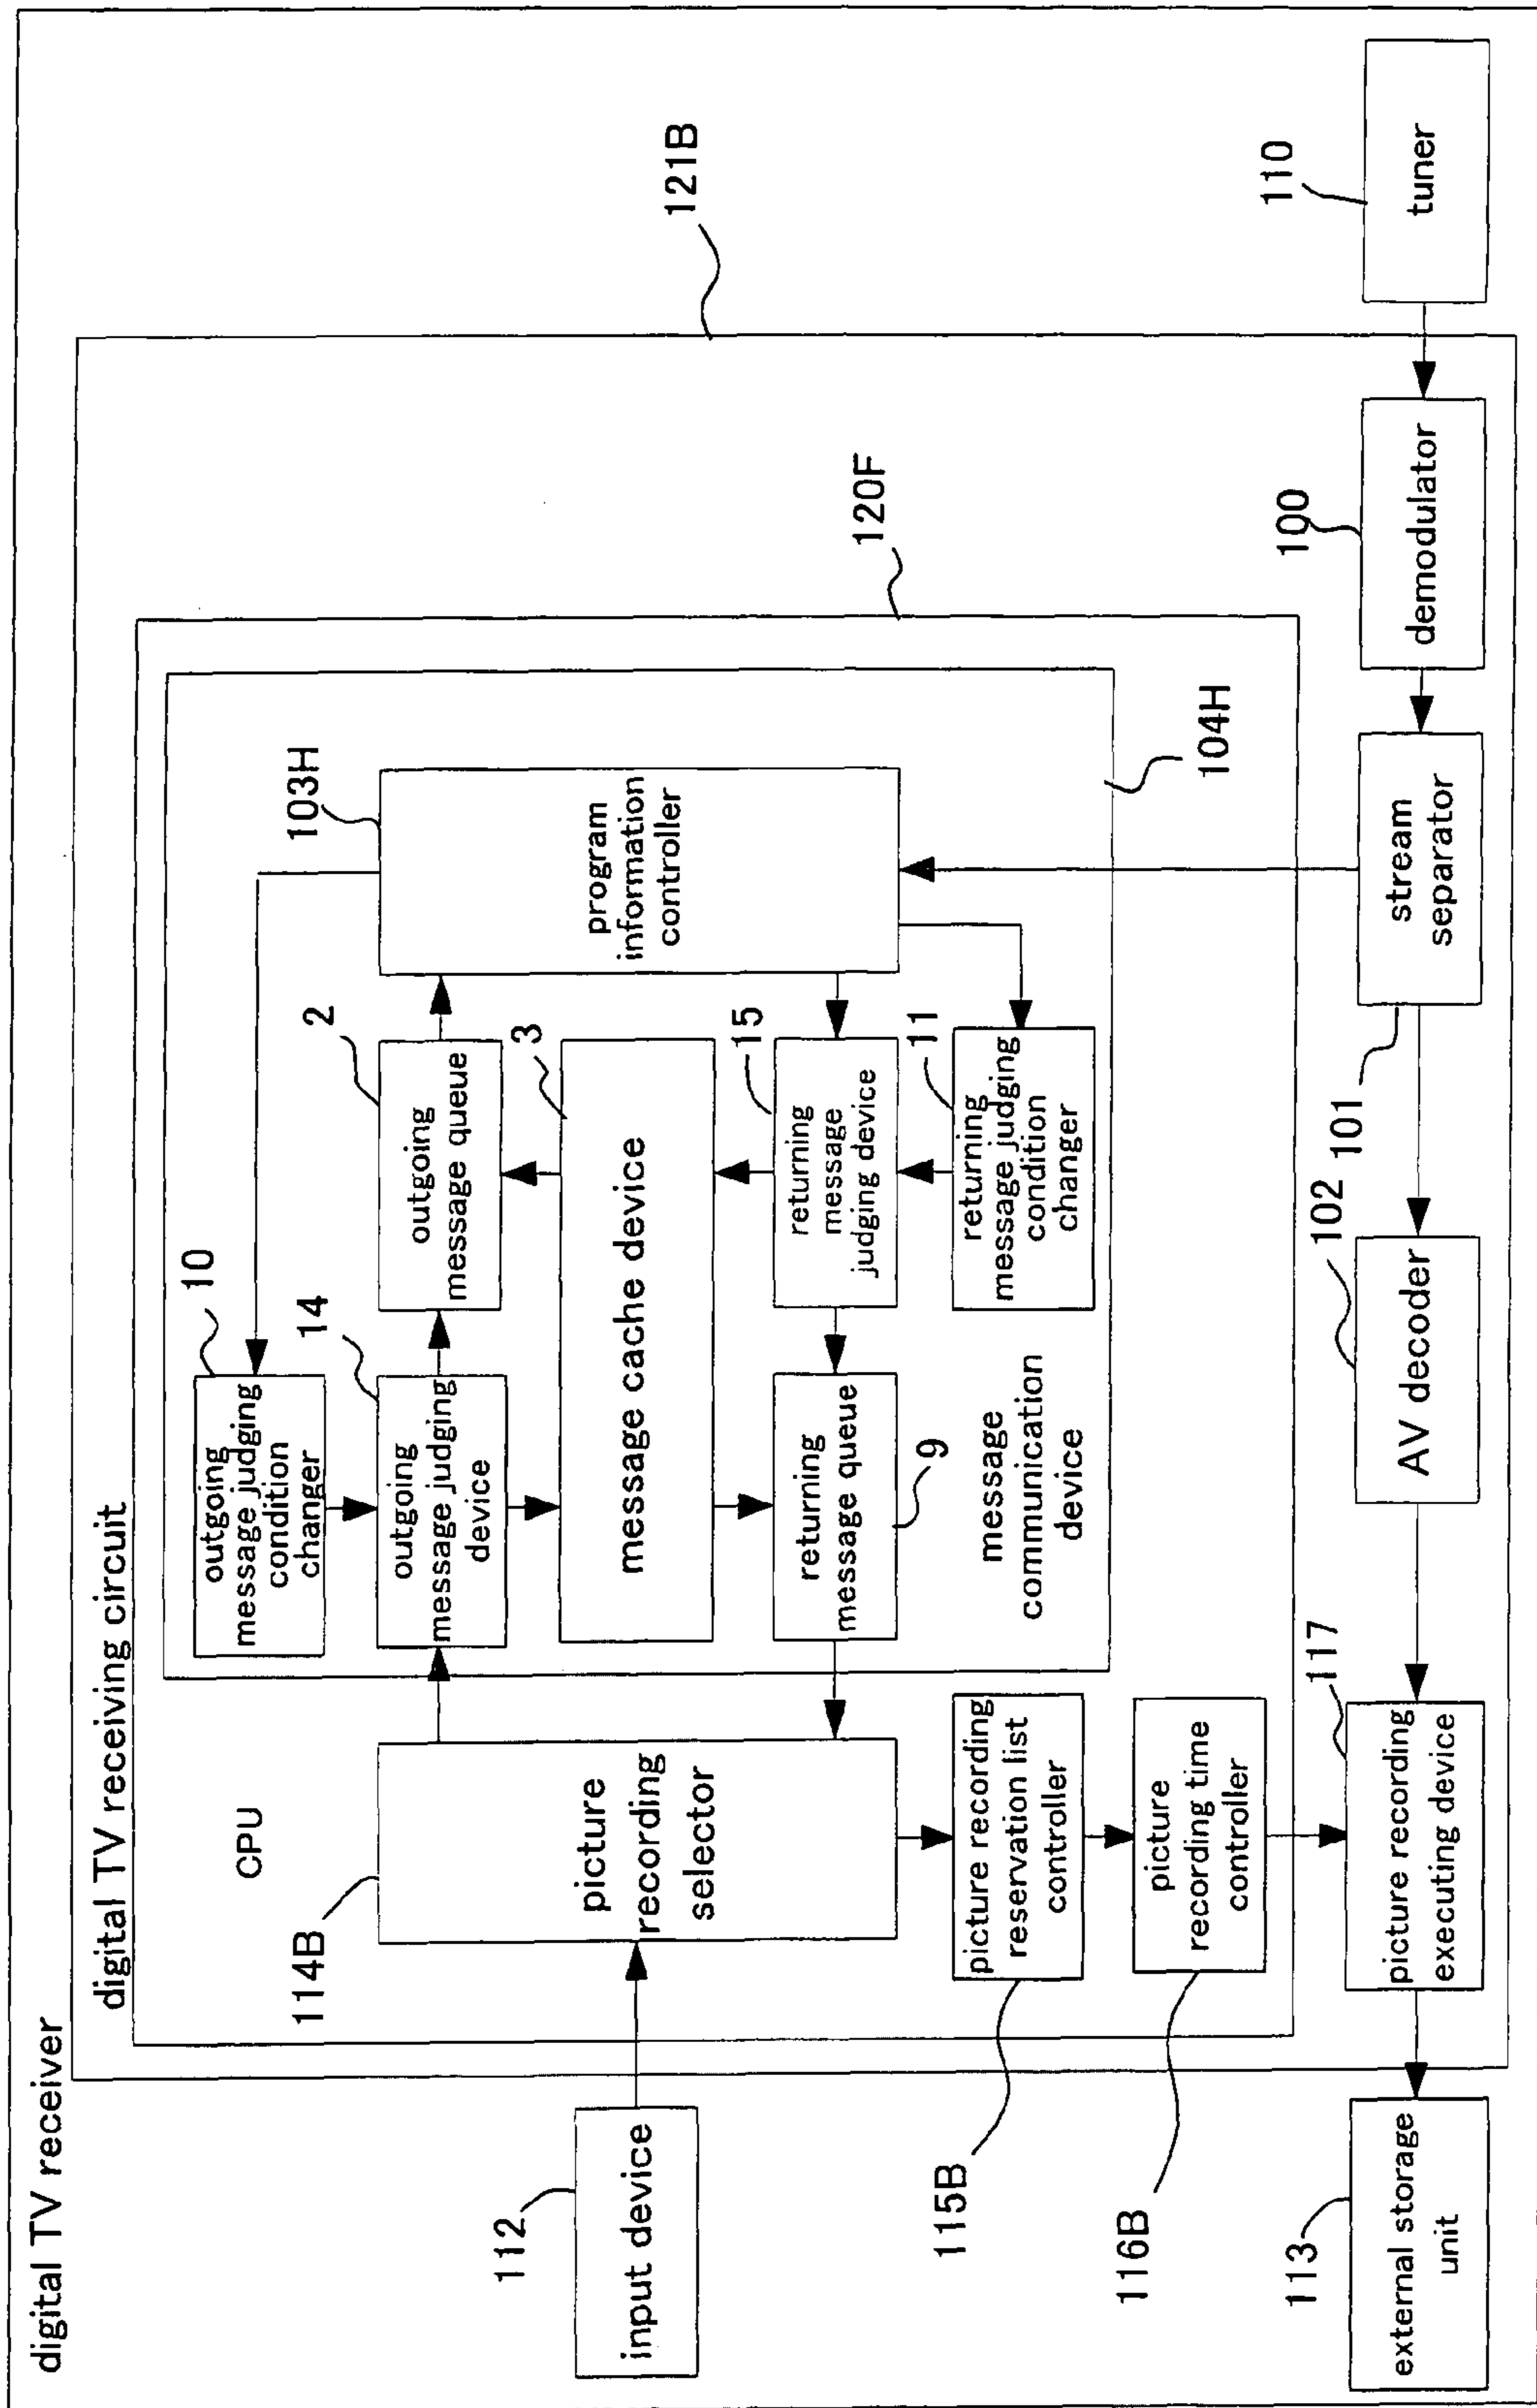 digital TV receiver
digital TV receiving circuit
121B
CPU
120F
112
input device
114B
picture
recording
selector
10
outgoing
message judging
condition
changer
14
outgoing
message judging
device
2
outgoing
message queue
3
message cache device
103H
program
information
controller
returning
message queue
9
15
returning
message
judging device
11
returning
message judging
condition
changer
message
communication
device
104H
picture recording
reservation list
controller
115B
picture
recording time
controller
116B
113
external storage
unit
117
picture recording
executing device
102
AV decoder
101
stream
separator
100
demodulator
110
tuner